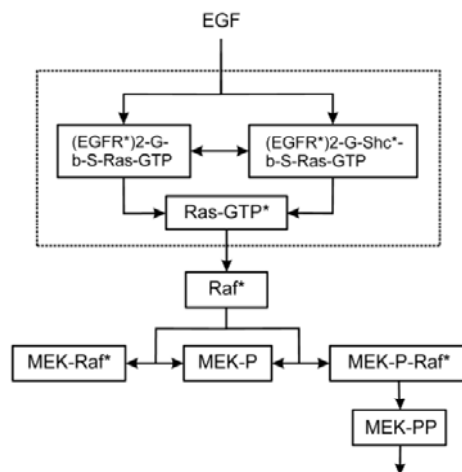 EGF
(EGFR*)2-G-
b-S-Ras-GTP
(EGFR*)2-G-Shc*-
b-S-Ras-GTP
Ras-GTP*
Raf*
MEK-Raf*
MEK-P
MEK-P-Raf*
MEK-PP